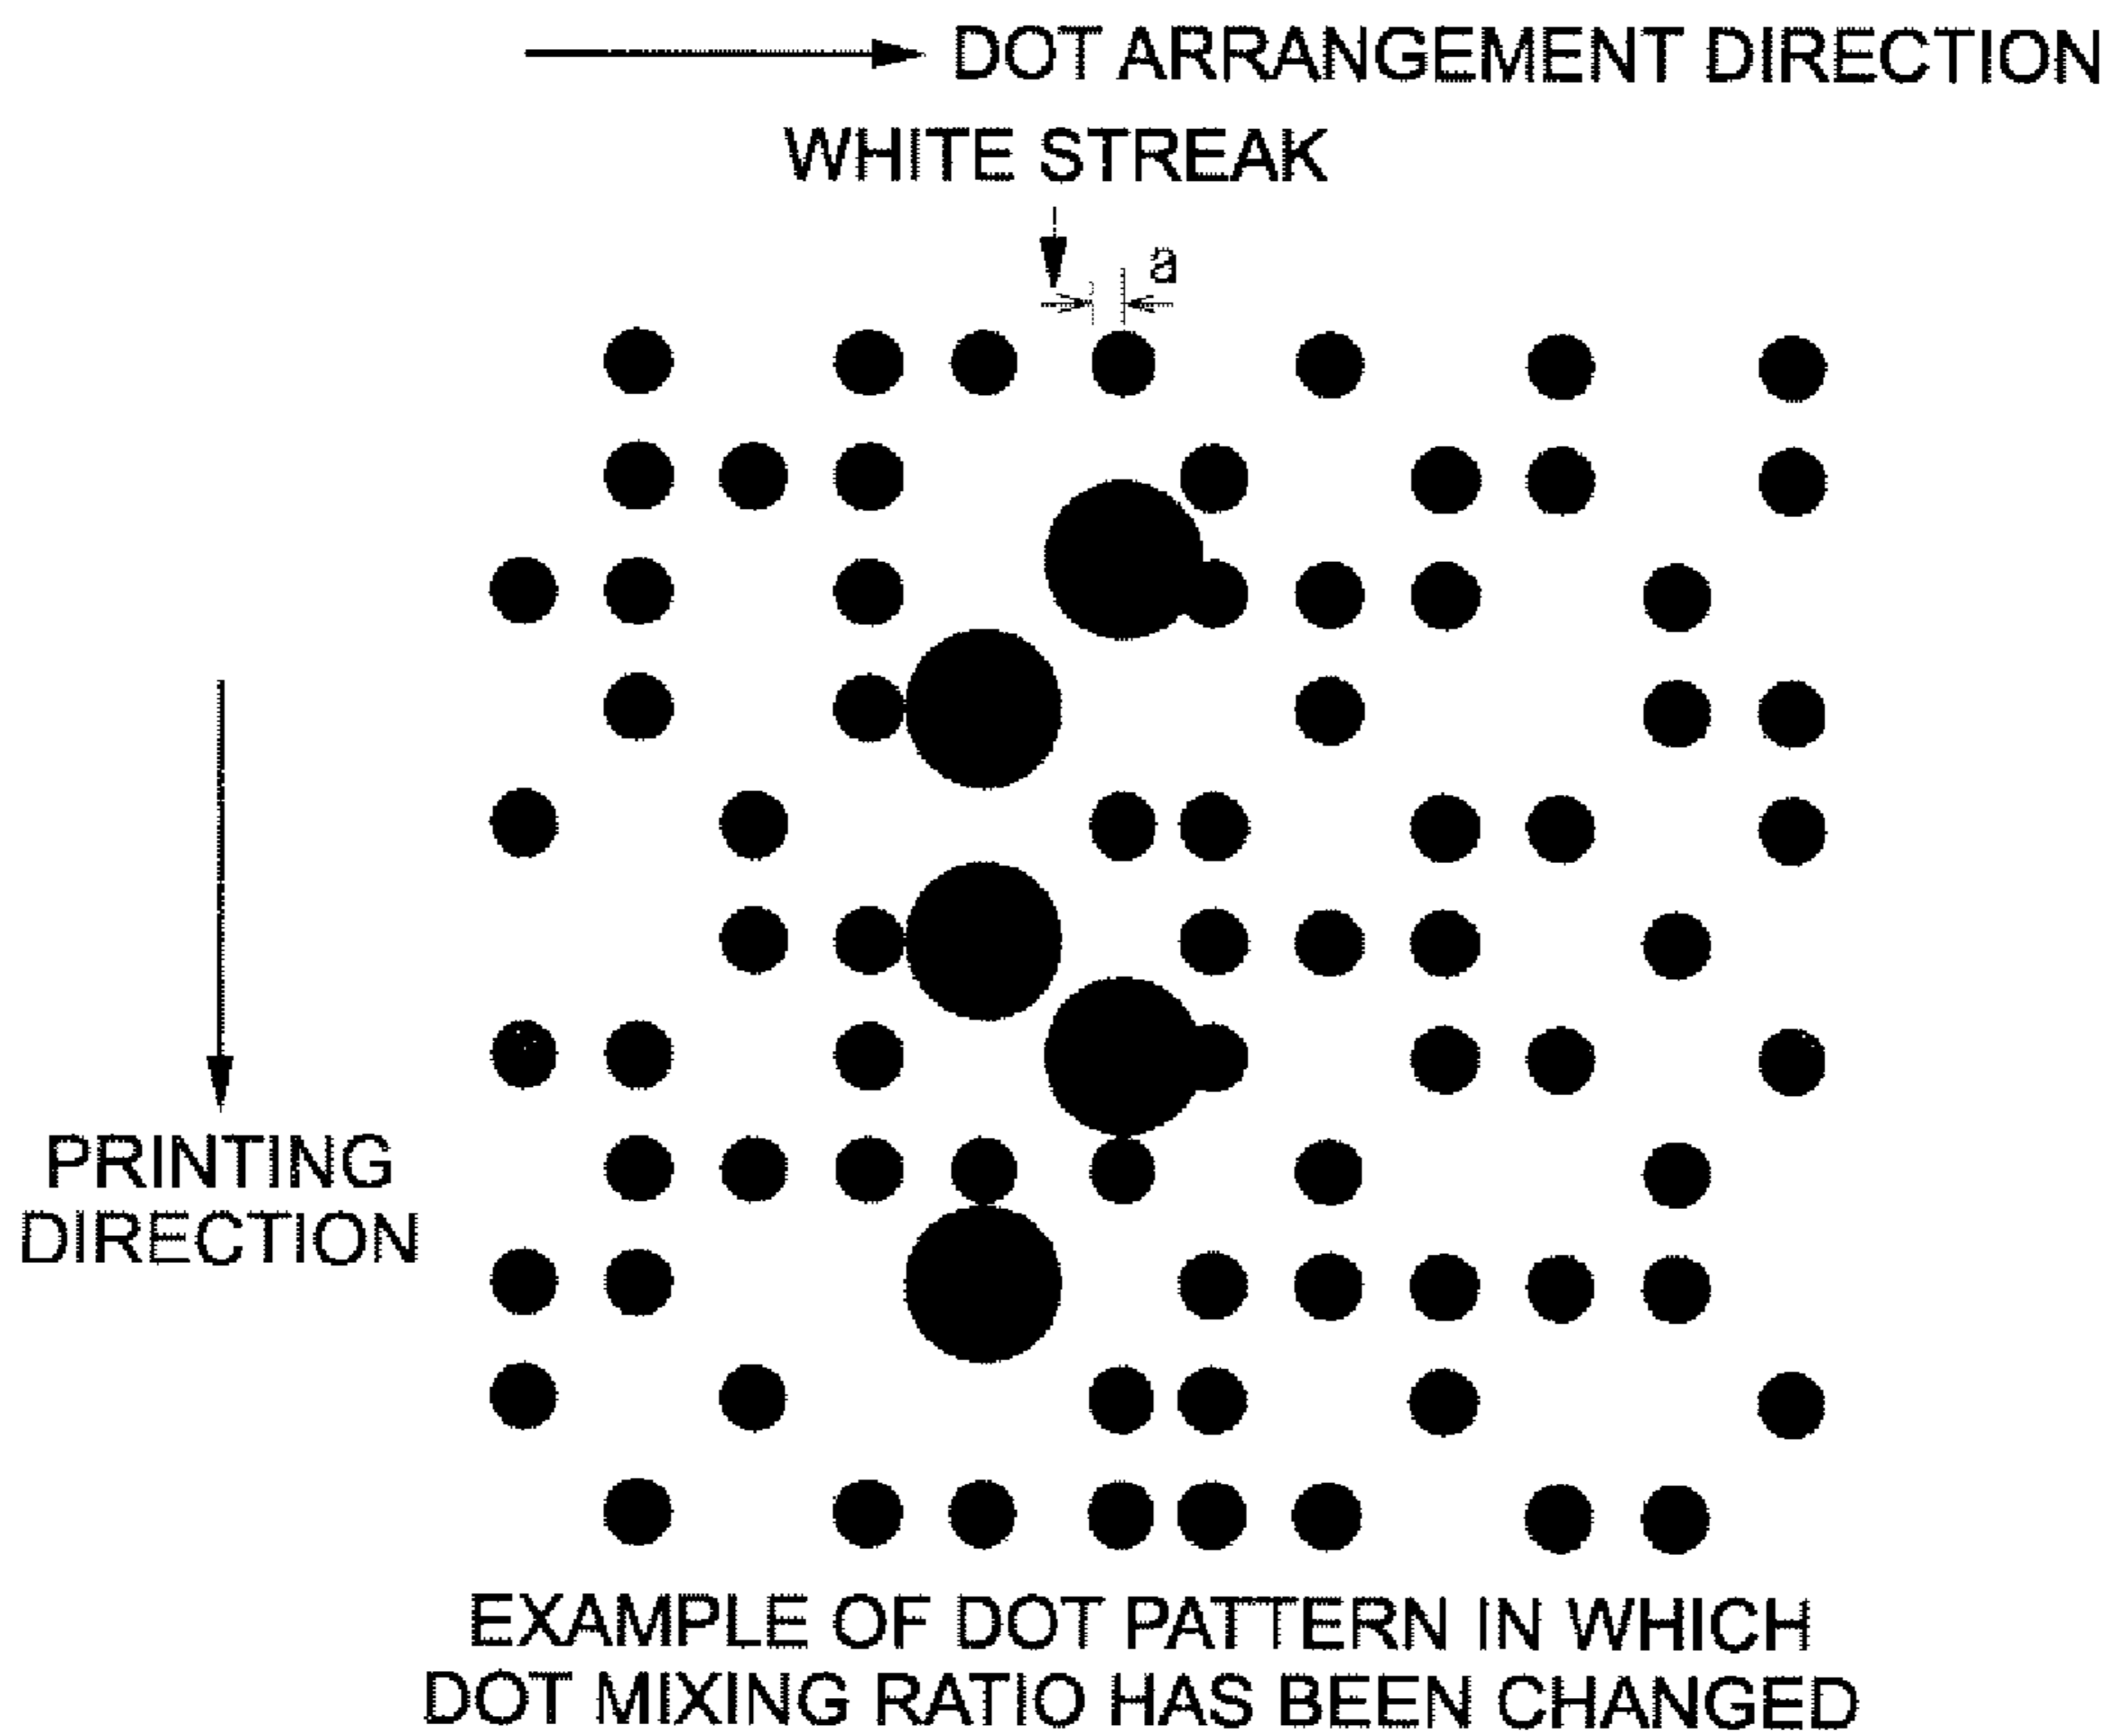 DOT ARRANGEMENT DIRECTION
WHITE STREAK
a
PRINTING
DIRECTION
EXAMPLE OF DOT PATTERN IN WHICH
DOT MIXING RATIO HAS BEEN CHANGED